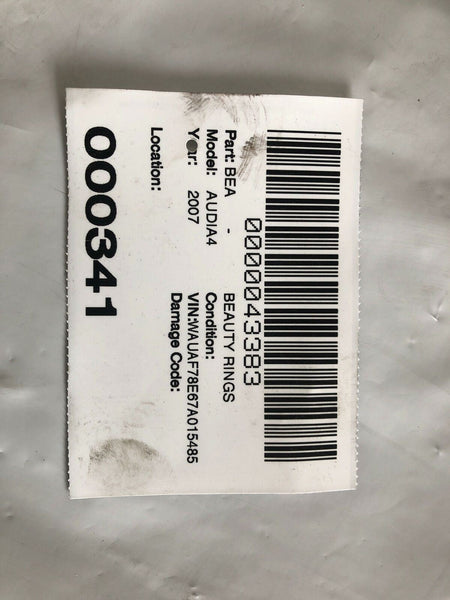 0000043383
Part: BEA - BEAUTY RINGS
Model: AUDIA4 Condition:
Year: 2007 VIN:WAUAF78E67A015485
Damage Code:
Location:
000341